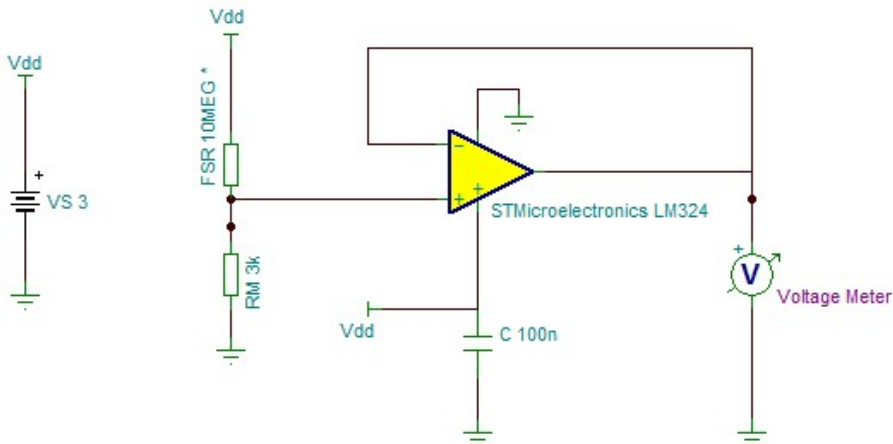 Vdd
Vdd
FSR 10MEG *
VS 3
STMicroelectronics LM324
RM 3k
V
Voltage Meter
Vdd
C 100n